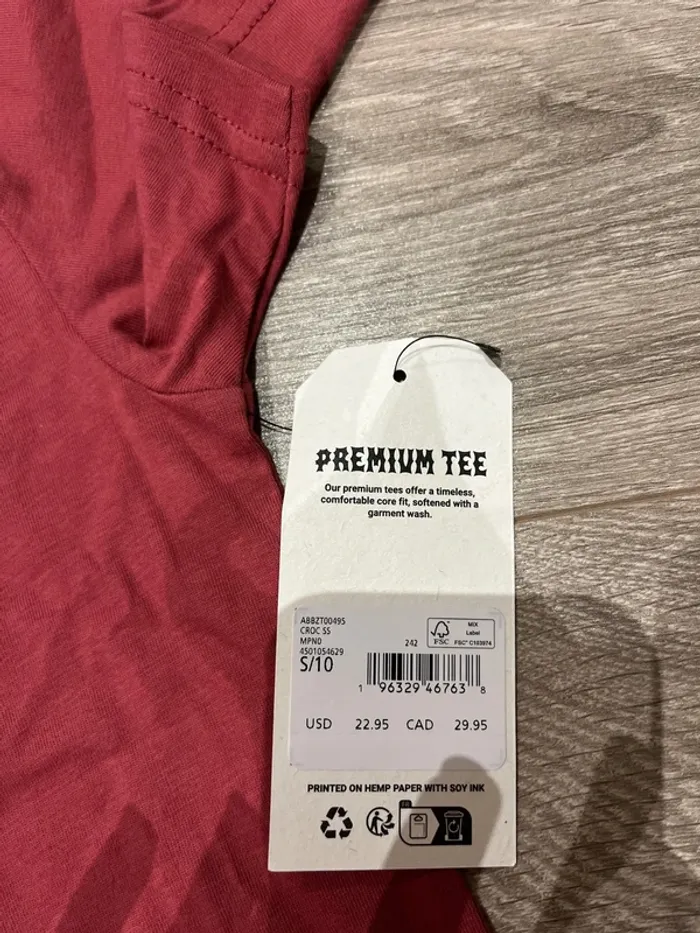 PREMIUM TEE
Our premium tees offer a timeless,
comfortable core fit, softened with a
garment wash.
ABBZT00495
CROC SS
MPN0
4501054629
S/10
242
FSC
MIX
Label
FSC® C103974
1 96329 46763 8
USD 22.95 CAD 29.95
PRINTED ON HEMP PAPER WITH SOY INK